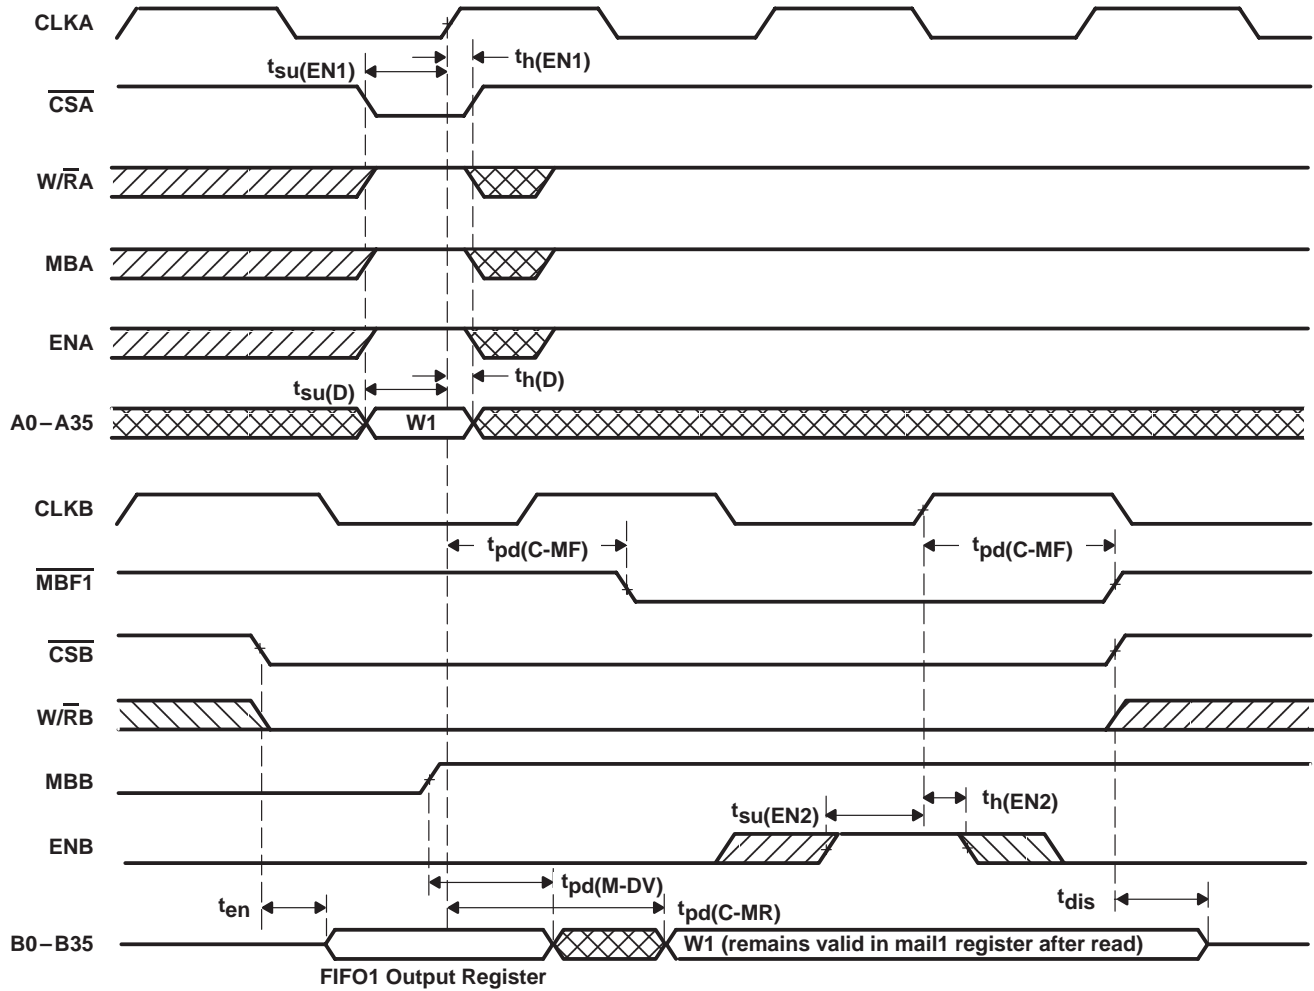 CLKA
tsu(EN1)
th(EN1)
CSA
W/RA
MBA
ENA
tsu(D)
th(D)
A0–A35
W1
CLKB
tpd(C-MF)
tpd(C-MF)
MBF1
CSB
W/RB
MBB
tsu(EN2)
th(EN2)
ENB
tpd(M-DV)
ten
tpd(C-MR)
tdis
B0–B35
W1 (remains valid in mail1 register after read)
FIFO1 Output Register